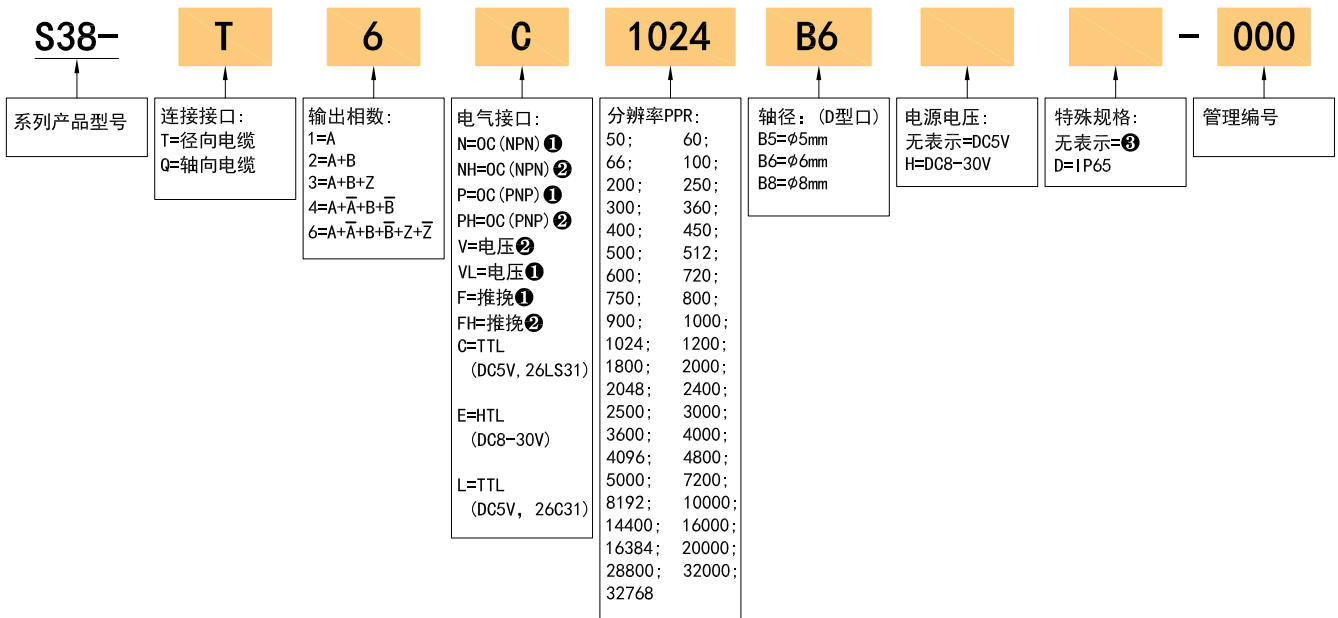 S38- T 6 C 1024 B6 - 000
系列产品型号
连接接口:
T=径向电缆
Q=轴向电缆
输出相数:
1=A
2=A+B
3=A+B+Z
4=A+A̅+B+B̅
6=A+A̅+B+B̅+Z+Z̅
电气接口:
N=OC(NPN)❶
NH=OC(NPN)❷
P=OC(PNP)❶
PH=OC(PNP)❷
V=电压❷
VL=电压❶
F=推挽❶
FH=推挽❷
C=TTL
(DC5V,26LS31)
E=HTL
(DC8-30V)
L=TTL
(DC5V, 26C31)
分辨率PPR:
50; 60;
66; 100;
200; 250;
300; 360;
400; 450;
500; 512;
600; 720;
750; 800;
900; 1000;
1024; 1200;
1800; 2000;
2048; 2400;
2500; 3000;
3600; 4000;
4096; 4800;
5000; 7200;
8192; 10000;
14400; 16000;
16384; 20000;
28800; 32000;
32768
轴径: (D型口)
B5=φ5mm
B6=φ6mm
B8=φ8mm
电源电压:
无表示=DC5V
H=DC8-30V
特殊规格:
无表示=❸
D=IP65
管理编号